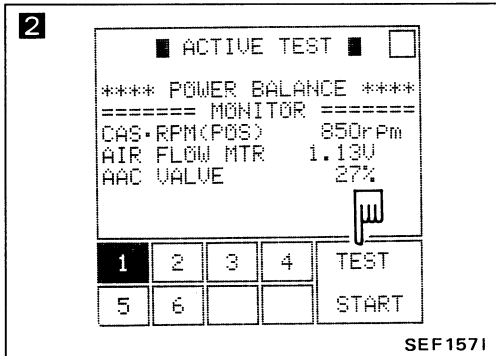 2
■ ACTIVE TEST ■
**** POWER BALANCE ****
======= MONITOR =======
CAS•RPM(POS) 850rpm
AIR FLOW MTR 1.13V
AAC VALVE 27%
1 2 3 4 TEST
5 6 START
SEF157I